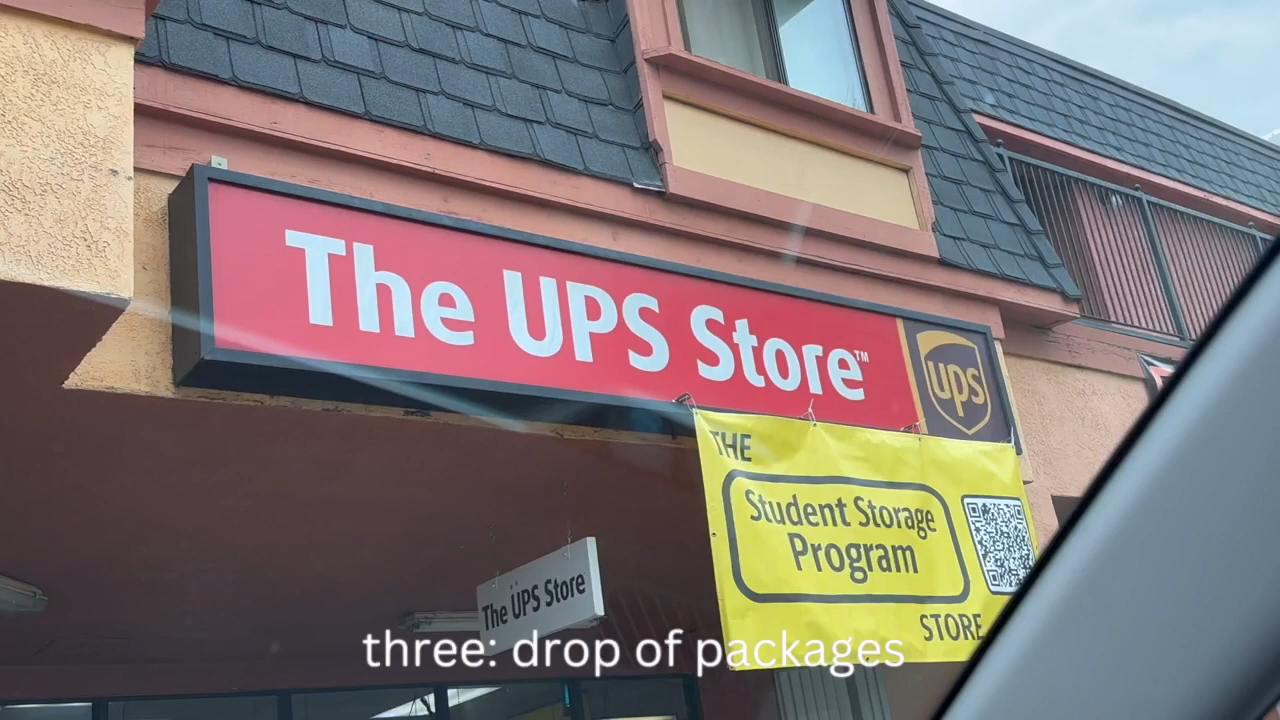 The UPS Store™
ups
THE
Student Storage
Program
STORE
The UPS Store
three: drop of packages